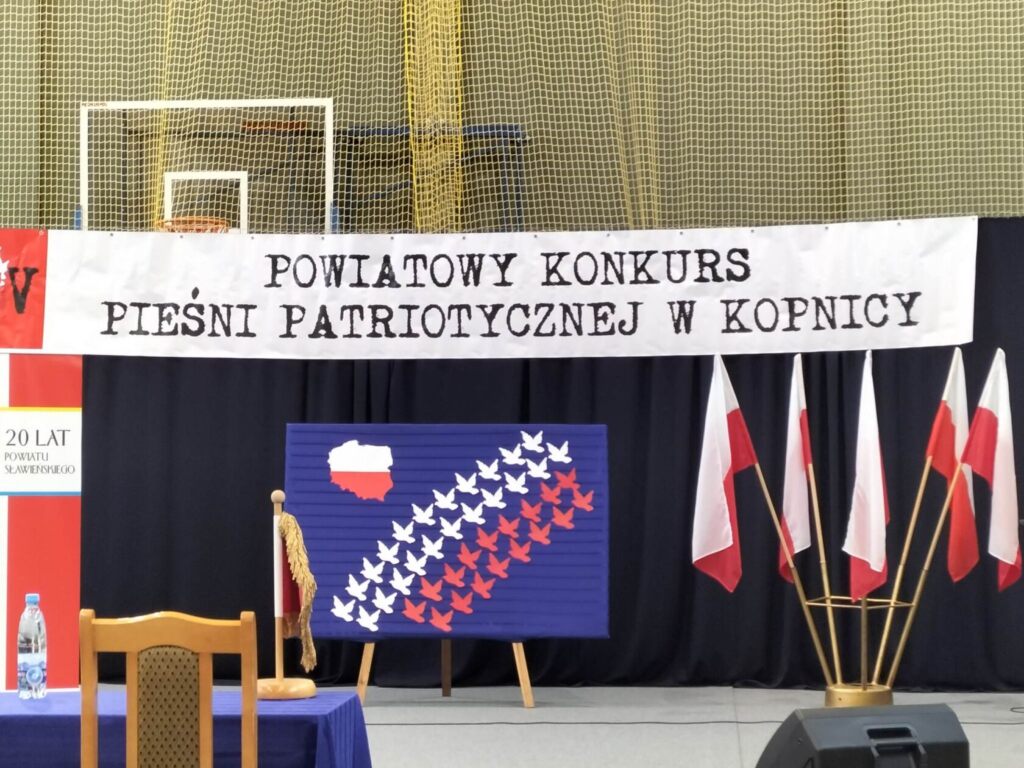 POWIATOWY KONKURS
PIEŚNI PATRIOTYCZNEJ W KOPNICY
V
20 LAT
POWIATU
SŁAWIEŃSKIEGO